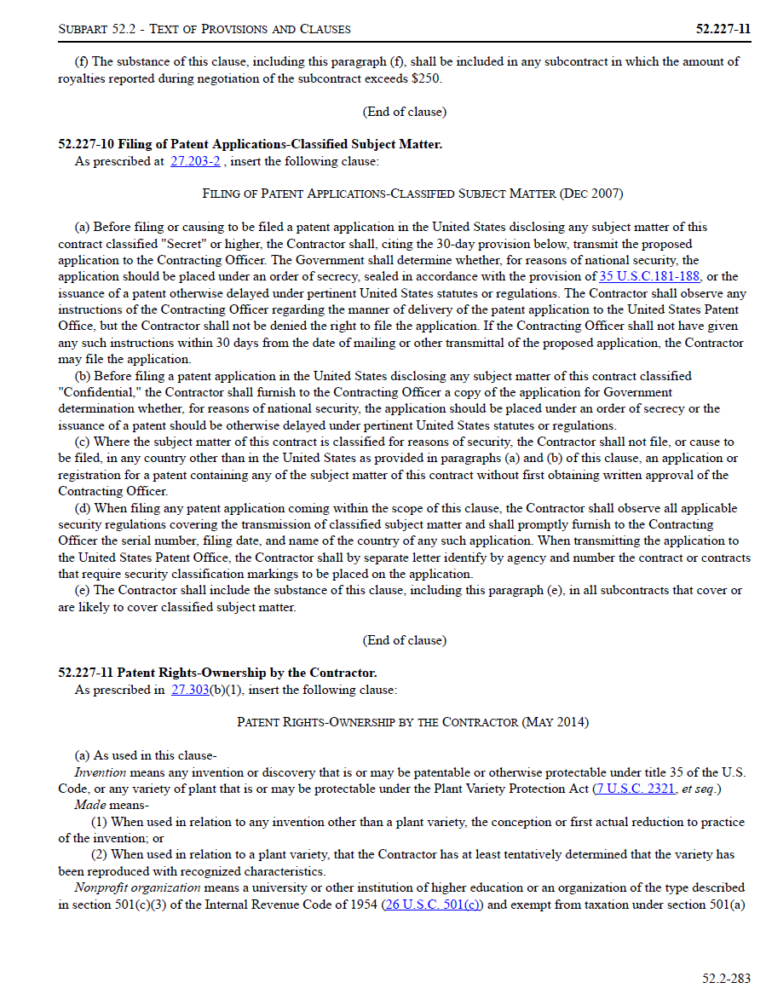 SUBPART 52.2 - TEXT OF PROVISIONS AND CLAUSES 52.227-11
(f) The substance of this clause, including this paragraph (f), shall be included in any subcontract in which the amount of
royalties reported during negotiation of the subcontract exceeds $250.
(End of clause)
52.227-10 Filing of Patent Applications-Classified Subject Matter.
As prescribed at 27.203-2 , insert the following clause:
FILING OF PATENT APPLICATIONS-CLASSIFIED SUBJECT MATTER (DEC 2007)
(a) Before filing or causing to be filed a patent application in the United States disclosing any subject matter of this
contract classified "Secret" or higher, the Contractor shall, citing the 30-day provision below, transmit the proposed
application to the Contracting Officer. The Government shall determine whether, for reasons of national security, the
application should be placed under an order of secrecy, sealed in accordance with the provision of 35 U.S.C.181-188, or the
issuance of a patent otherwise delayed under pertinent United States statutes or regulations. The Contractor shall observe any
instructions of the Contracting Officer regarding the manner of delivery of the patent application to the United States Patent
Office, but the Contractor shall not be denied the right to file the application. If the Contracting Officer shall not have given
any such instructions within 30 days from the date of mailing or other transmittal of the proposed application, the Contractor
may file the application.
(b) Before filing a patent application in the United States disclosing any subject matter of this contract classified
"Confidential," the Contractor shall furnish to the Contracting Officer a copy of the application for Government
determination whether, for reasons of national security, the application should be placed under an order of secrecy or the
issuance of a patent should be otherwise delayed under pertinent United States statutes or regulations.
(c) Where the subject matter of this contract is classified for reasons of security, the Contractor shall not file, or cause to
be filed, in any country other than in the United States as provided in paragraphs (a) and (b) of this clause, an application or
registration for a patent containing any of the subject matter of this contract without first obtaining written approval of the
Contracting Officer.
(d) When filing any patent application coming within the scope of this clause, the Contractor shall observe all applicable
security regulations covering the transmission of classified subject matter and shall promptly furnish to the Contracting
Officer the serial number, filing date, and name of the country of any such application. When transmitting the application to
the United States Patent Office, the Contractor shall by separate letter identify by agency and number the contract or contracts
that require security classification markings to be placed on the application.
(e) The Contractor shall include the substance of this clause, including this paragraph (e), in all subcontracts that cover or
are likely to cover classified subject matter.
(End of clause)
52.227-11 Patent Rights-Ownership by the Contractor.
As prescribed in 27.303(b)(1), insert the following clause:
PATENT RIGHTS-OWNERSHIP BY THE CONTRACTOR (MAY 2014)
(a) As used in this clause-
Invention means any invention or discovery that is or may be patentable or otherwise protectable under title 35 of the U.S.
Code, or any variety of plant that is or may be protectable under the Plant Variety Protection Act (7 U.S.C. 2321, et seq.)
Made means-
(1) When used in relation to any invention other than a plant variety, the conception or first actual reduction to practice
of the invention; or
(2) When used in relation to a plant variety, that the Contractor has at least tentatively determined that the variety has
been reproduced with recognized characteristics.
Nonprofit organization means a university or other institution of higher education or an organization of the type described
in section 501(c)(3) of the Internal Revenue Code of 1954 (26 U.S.C. 501(c)) and exempt from taxation under section 501(a)
52.2-283